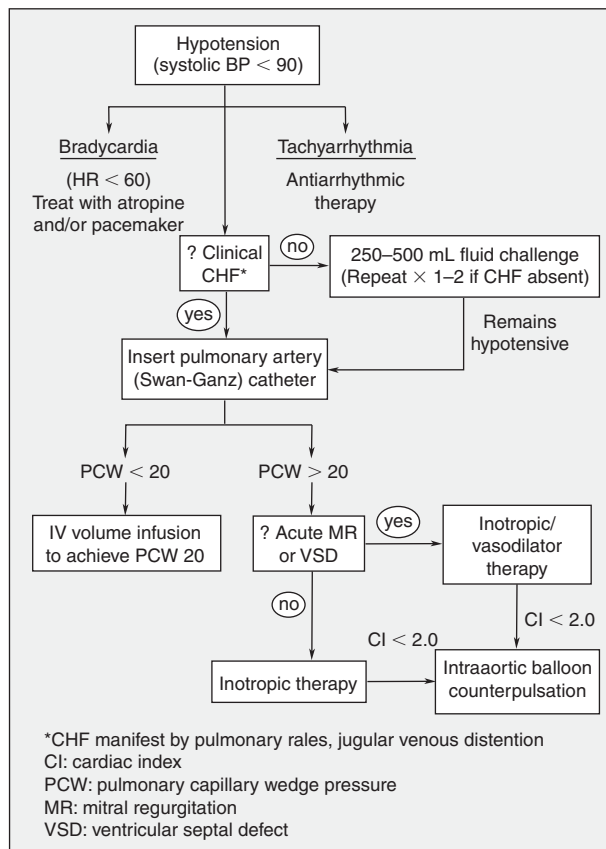 Hypotension
(systolic BP < 90)
Bradycardia
(HR < 60)
Treat with atropine
and/or pacemaker
Tachyarrhythmia
Antiarrhythmic
therapy
? Clinical
CHF*
no
250–500 mL fluid challenge
(Repeat × 1–2 if CHF absent)
yes
Remains
hypotensive
Insert pulmonary artery
(Swan-Ganz) catheter
PCW < 20
PCW > 20
IV volume infusion
to achieve PCW 20
? Acute MR
or VSD
yes
Inotropic/
vasodilator
therapy
no
CI < 2.0
CI < 2.0
Inotropic therapy
Intraaortic balloon
counterpulsation
*CHF manifest by pulmonary rales, jugular venous distention
CI: cardiac index
PCW: pulmonary capillary wedge pressure
MR: mitral regurgitation
VSD: ventricular septal defect